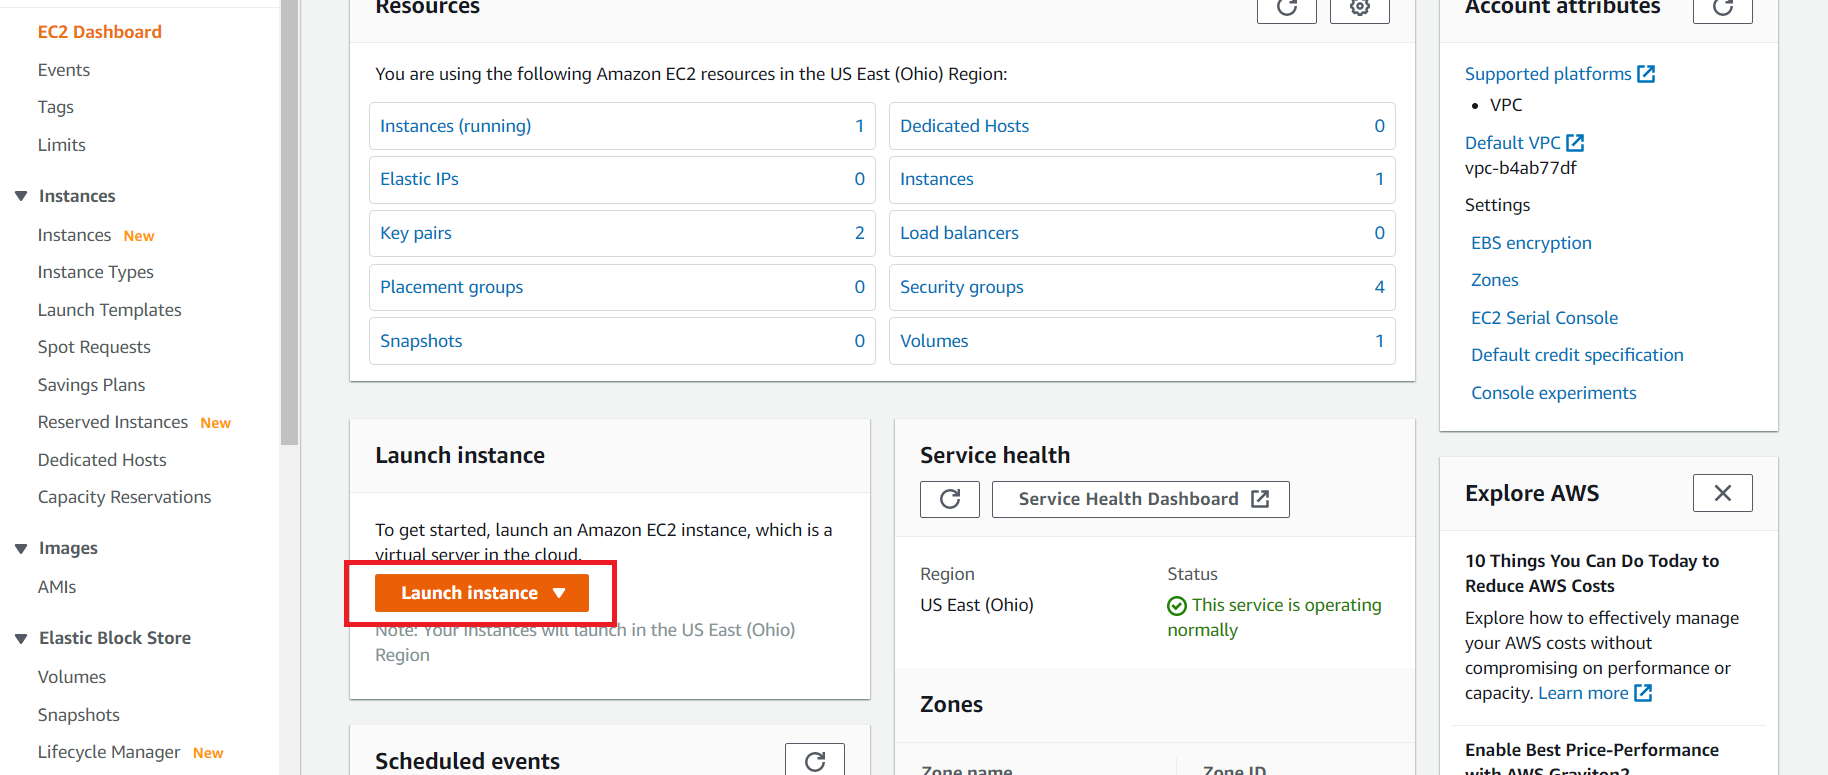 EC2 Dashboard
Events
Tags
Limits
Instances
Instances New
Instance Types
Launch Templates
Spot Requests
Savings Plans
Reserved Instances New
Dedicated Hosts
Capacity Reservations
Images
AMIs
Elastic Block Store
Volumes
Snapshots
Lifecycle Manager New
Resources
You are using the following Amazon EC2 resources in the US East (Ohio) Region:
Instances (running) 1
Dedicated Hosts 0
Elastic IPs 0
Instances 1
Key pairs 2
Load balancers 0
Placement groups 0
Security groups 4
Snapshots 0
Volumes 1
Launch instance
To get started, launch an Amazon EC2 instance, which is a
virtual server in the cloud.
Launch instance
Note: Your instances will launch in the US East (Ohio)
Region
Scheduled events
Service health
Service Health Dashboard
Region
US East (Ohio)
Status
This service is operating
normally
Zones
Zone name
Zone ID
Account attributes
Supported platforms
• VPC
Default VPC
vpc-b4ab77df
Settings
EBS encryption
Zones
EC2 Serial Console
Default credit specification
Console experiments
Explore AWS
10 Things You Can Do Today to
Reduce AWS Costs
Explore how to effectively manage
your AWS costs without
compromising on performance or
capacity. Learn more
Enable Best Price-Performance
with AWS Graviton2